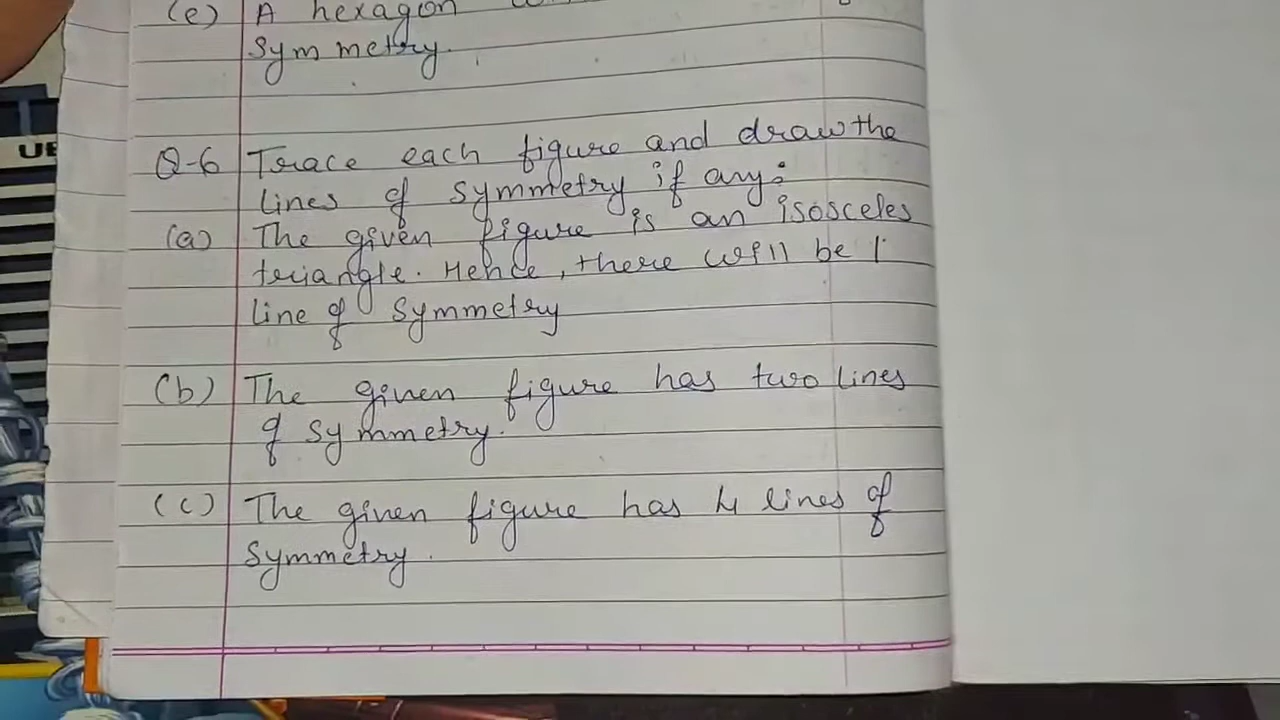 (e) A hexagon
Symmetry.
Q-6 Trace each figure and draw the
lines of symmetry if any:
(a) The given figure is an isosceles
triangle. Hence, there will be 1
line of symmetry
(b) The given figure has two lines
of symmetry.
(c) The given figure has 4 lines of
Symmetry.